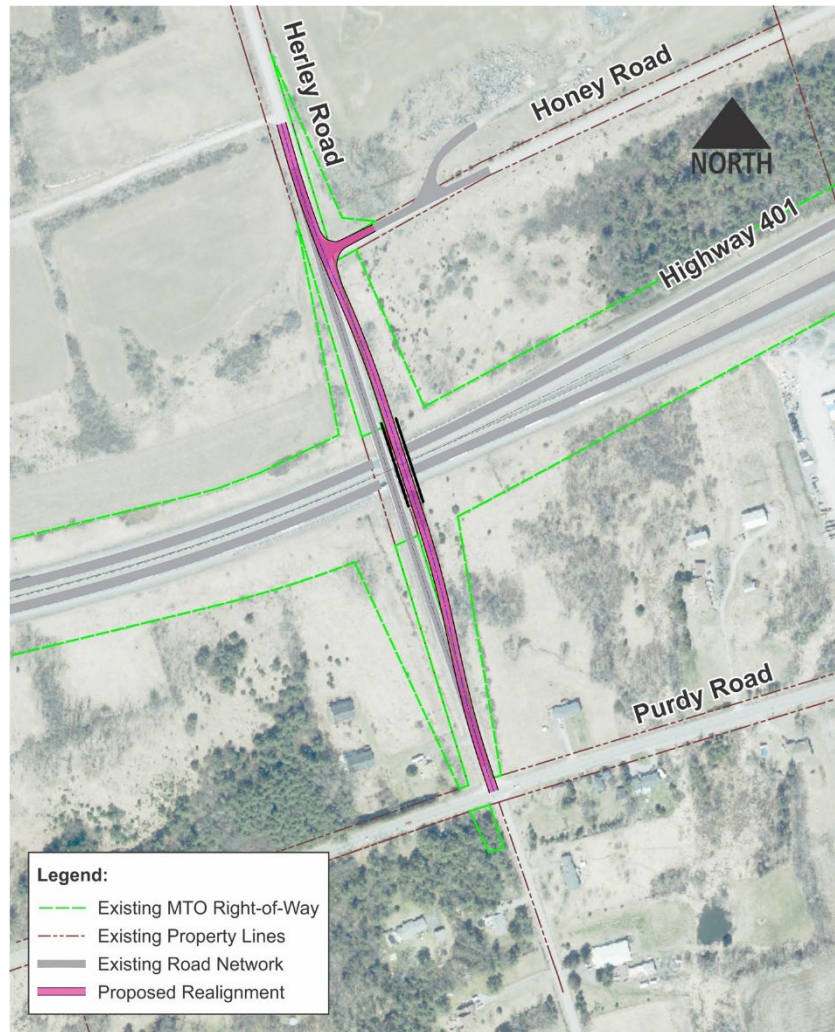 Herley Road
Honey Road
NORTH
Highway 401
Purdy Road
Legend:
Existing MTO Right-of-Way
Existing Property Lines
Existing Road Network
Proposed Realignment